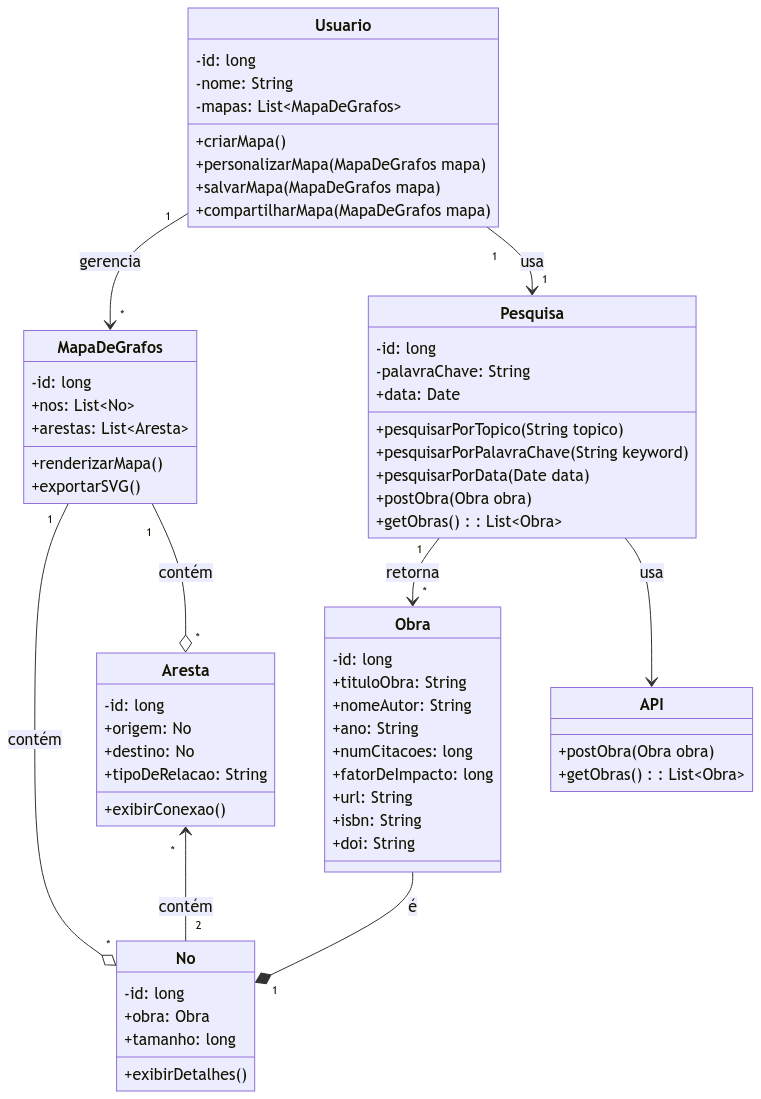 Usuario
-id: long
-nome: String
-mapas: List<MapaDeGrafos>
+criarMapa()
+personalizarMapa(MapaDeGrafos mapa)
+salvarMapa(MapaDeGrafos mapa)
+compartilharMapa(MapaDeGrafos mapa)
1
gerencia
*
1
usa
1
Pesquisa
-id: long
-palavraChave: String
+data: Date
+pesquisarPorTopico(String topico)
+pesquisarPorPalavraChave(String keyword)
+pesquisarPorData(Date data)
+postObra(Obra obra)
+getObras() : : List<Obra>
MapaDeGrafos
-id: long
+nos: List<No>
+arestas: List<Aresta>
+renderizarMapa()
+exportarSVG()
1
contém
*
1
contém
*
1
retorna
*
usa
Aresta
-id: long
+origem: No
+destino: No
+tipoDeRelacao: String
+exibirConexao()
Obra
-id: long
+tituloObra: String
+nomeAutor: String
+ano: String
+numCitacoes: long
+fatorDeImpacto: long
+url: String
+isbn: String
+doi: String
API
+postObra(Obra obra)
+getObras() : : List<Obra>
*
contém
2
é
1
No
-id: long
+obra: Obra
+tamanho: long
+exibirDetalhes()